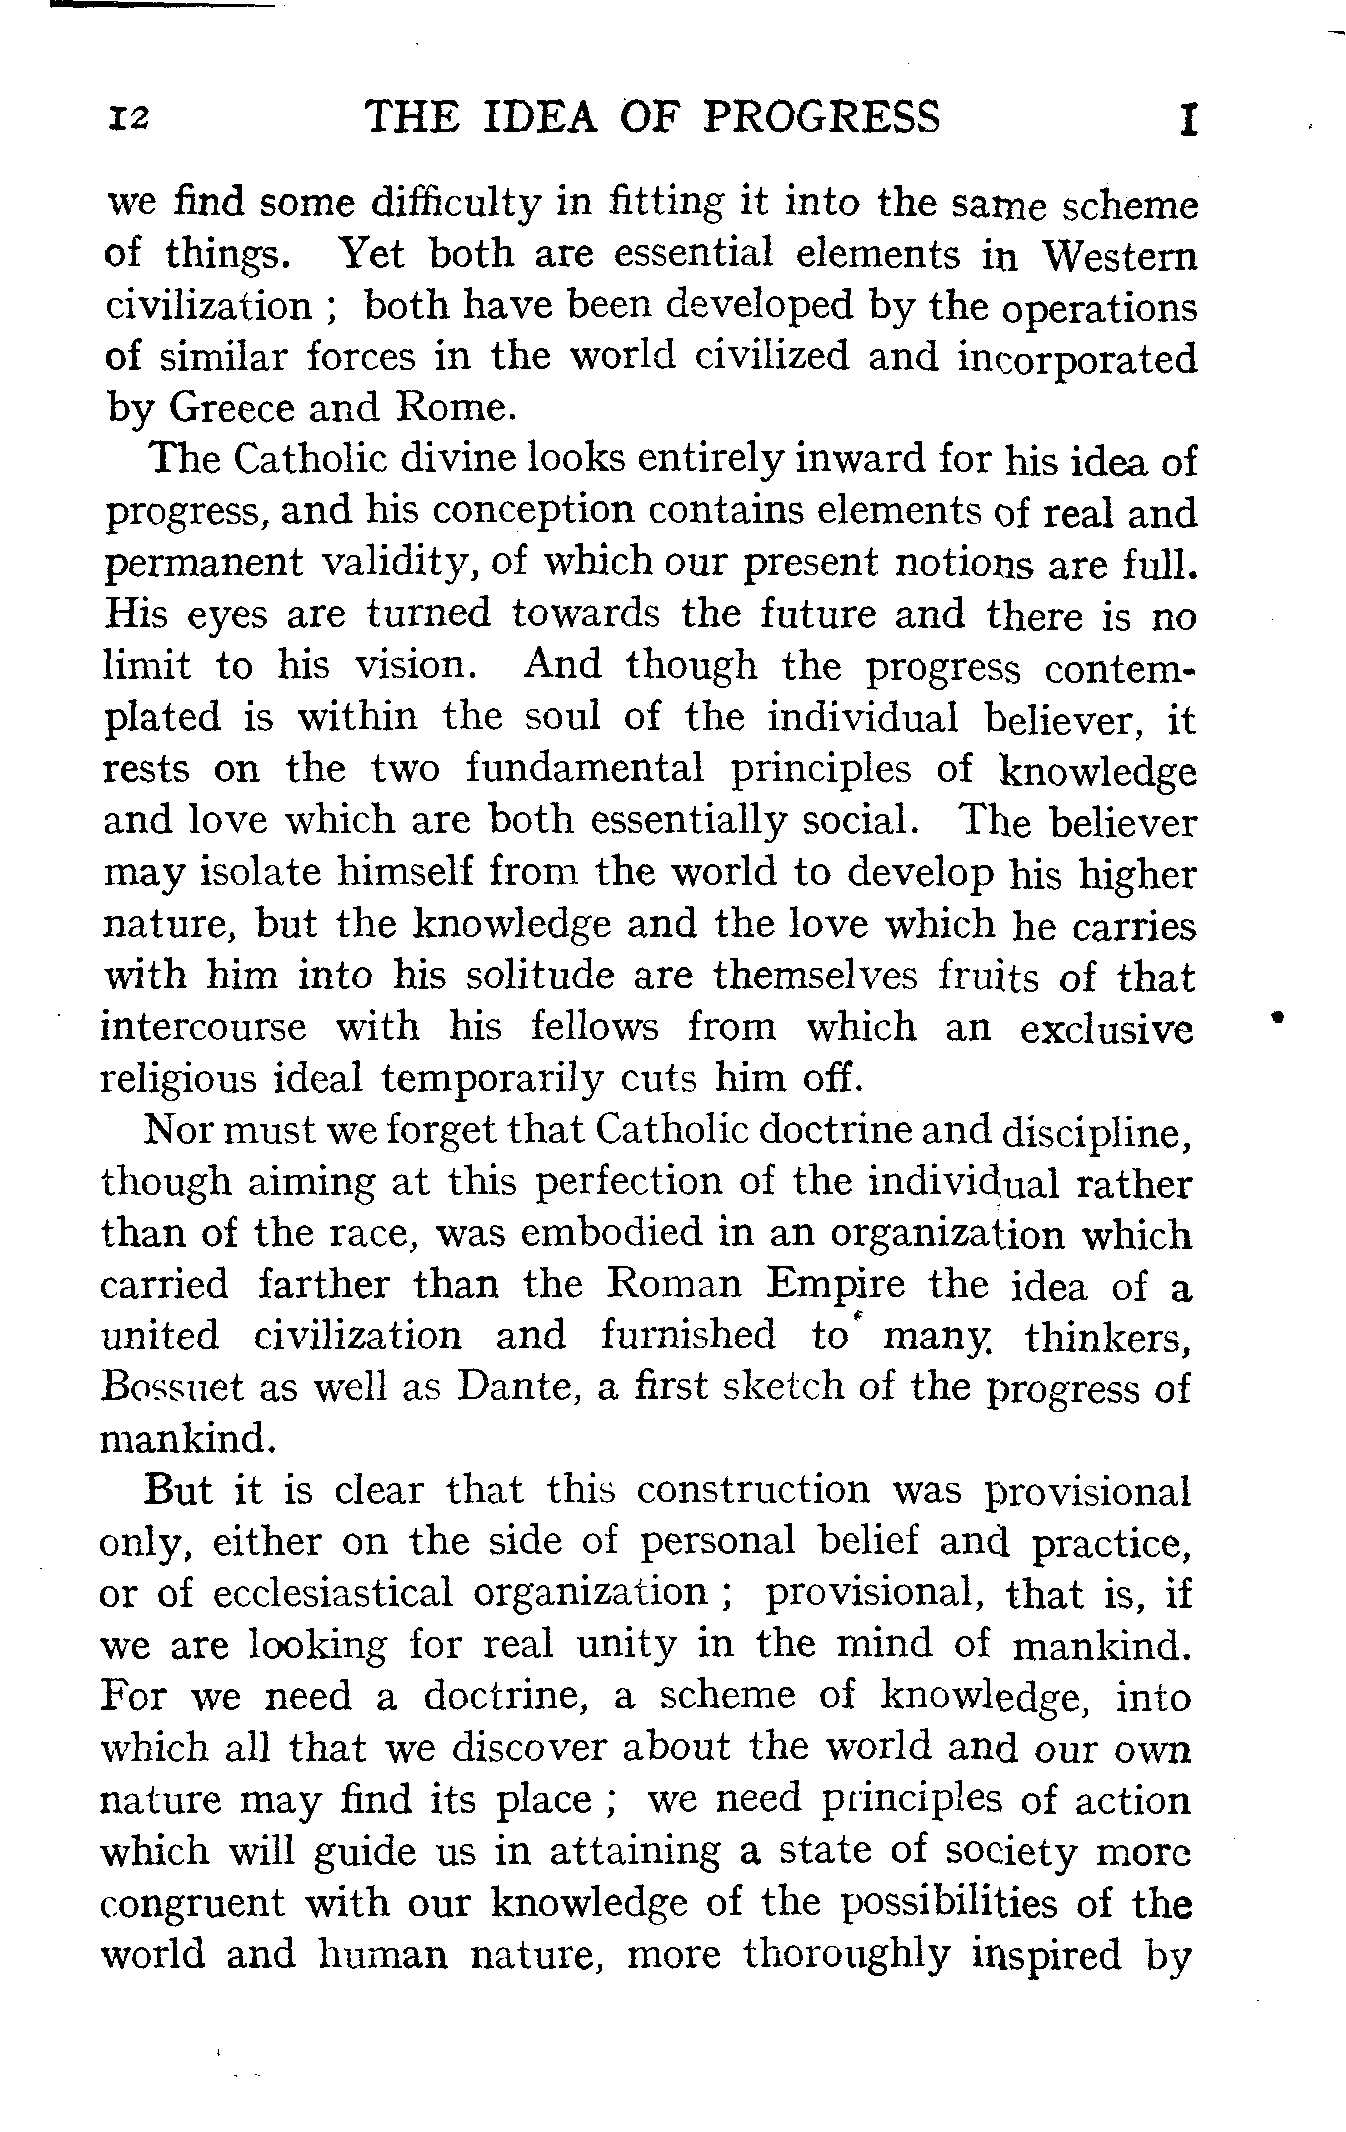 12 THE IDEA OF PROGRESS I
we find some difficulty in fitting it into the same scheme
of things. Yet both are essential elements in Western
civilization ; both have been developed by the operations
of similar forces in the world civilized and incorporated
by Greece and Rome.
The Catholic divine looks entirely inward for his idea of
progress, and his conception contains elements of real and
permanent validity, of which our present notions are full.
His eyes are turned towards the future and there is no
limit to his vision. And though the progress contem-
plated is within the soul of the individual believer, it
rests on the two fundamental principles of knowledge
and love which are both essentially social. The believer
may isolate himself from the world to develop his higher
nature, but the knowledge and the love which he carries
with him into his solitude are themselves fruits of that
intercourse with his fellows from which an exclusive
religious ideal temporarily cuts him off.
Nor must we forget that Catholic doctrine and discipline,
though aiming at this perfection of the individual rather
than of the race, was embodied in an organization which
carried farther than the Roman Empire the idea of a
united civilization and furnished to many thinkers,
Bossuet as well as Dante, a first sketch of the progress of
mankind.
But it is clear that this construction was provisional
only, either on the side of personal belief and practice,
or of ecclesiastical organization ; provisional, that is, if
we are looking for real unity in the mind of mankind.
For we need a doctrine, a scheme of knowledge, into
which all that we discover about the world and our own
nature may find its place ; we need principles of action
which will guide us in attaining a state of society more
congruent with our knowledge of the possibilities of the
world and human nature, more thoroughly inspired by